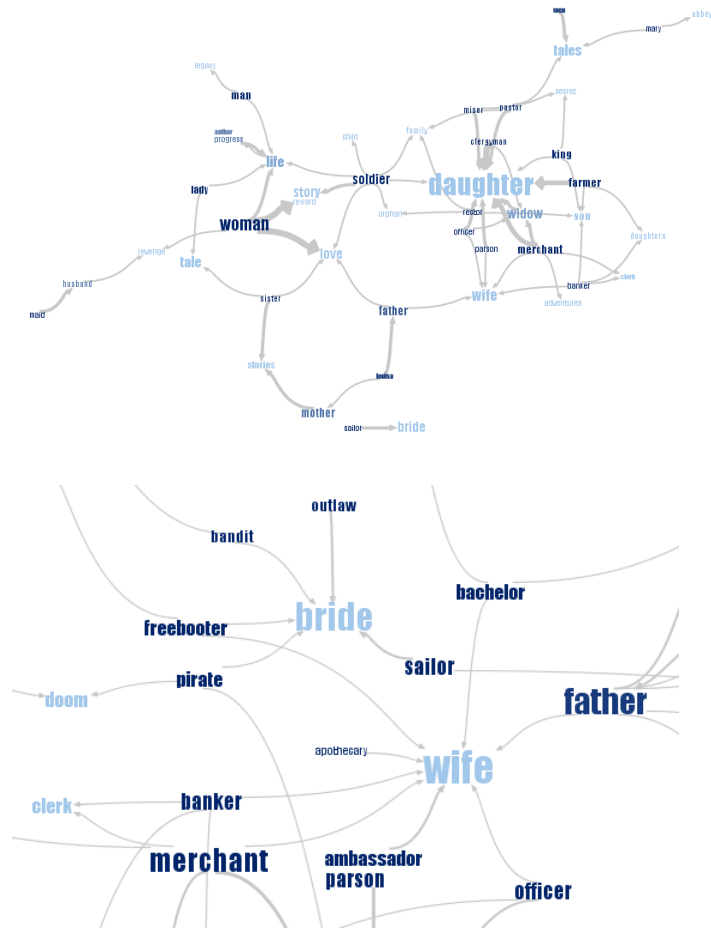 man
abbey
mary
tales
legacy
secret
man
miser
pastor
author
progress
child
family
clergyman
king
life
soldier
daughter
farmer
lady
story
reward
orphan
rector
widow
son
woman
officer
daughters
revenge
love
parson
merchant
tale
husband
clerk
banker
sister
wife
adventures
maid
father
stories
louisa
mother
sailor
bride
outlaw
bandit
bachelor
bride
freebooter
sailor
pirate
doom
father
apothecary
wife
clerk
banker
merchant
ambassador
parson
officer